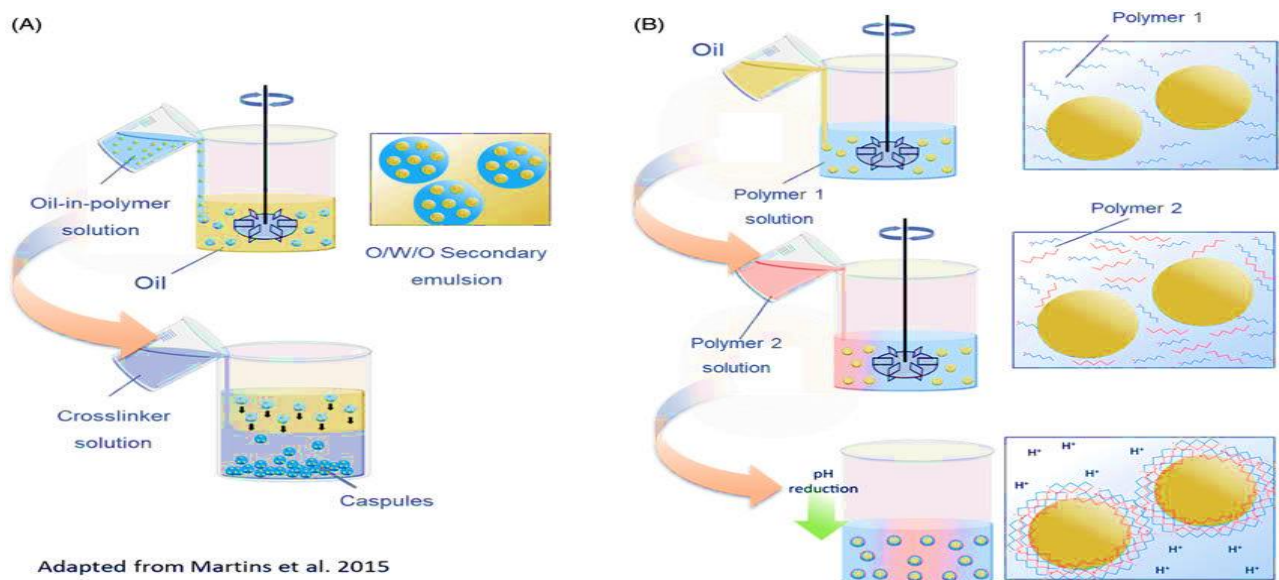 (A)
Oil-in-polymer
solution
Oil
O/W/O Secondary
emulsion
Crosslinker
solution
Caspules
Adapted from Martins et al. 2015
(B)
Oil
Polymer 1
solution
Polymer 1
Polymer 2
solution
Polymer 2
pH
reduction
H+
H+
H+
H+
H+
H+
H+
H+
H+
H+